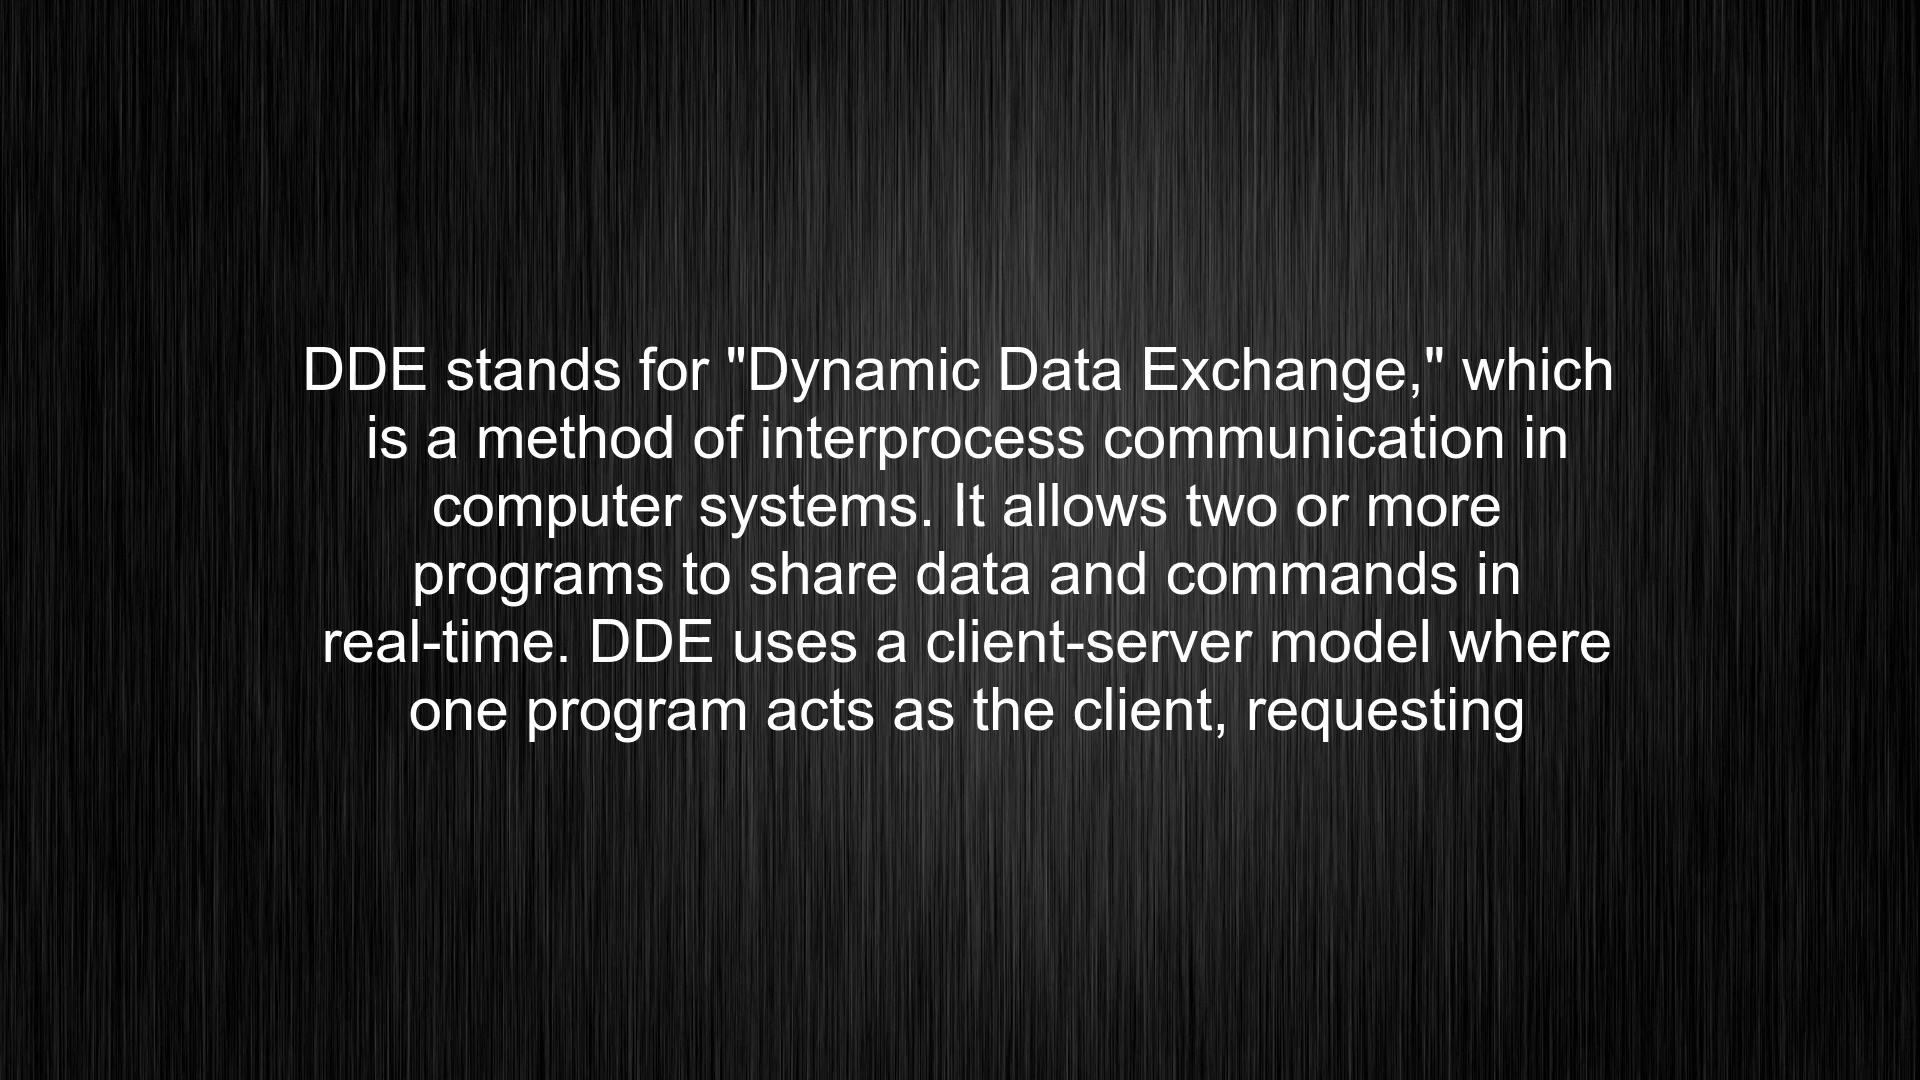 DDE stands for "Dynamic Data Exchange," which
is a method of interprocess communication in
computer systems. It allows two or more
programs to share data and commands in
real-time. DDE uses a client-server model where
one program acts as the client, requesting